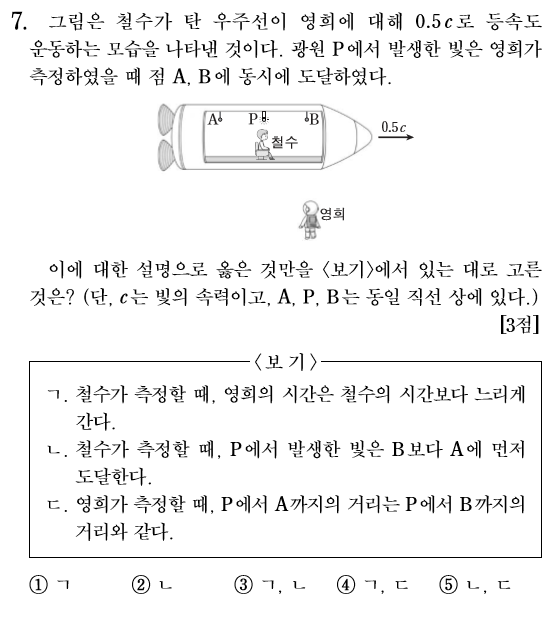 7. 그림은 철수가 탄 우주선이 영희에 대해 0.5c로 등속도
운동하는 모습을 나타낸 것이다. 광원 P에서 발생한 빛은 영희가
측정하였을 때 점 A, B에 동시에 도달하였다.
A P B
철수
0.5c
영희
이에 대한 설명으로 옳은 것만을 <보기>에서 있는 대로 고른
것은? (단, c는 빛의 속력이고, A, P, B는 동일 직선 상에 있다.)
[3점]
<보 기>
ㄱ. 철수가 측정할 때, 영희의 시간은 철수의 시간보다 느리게
간다.
ㄴ. 철수가 측정할 때, P에서 발생한 빛은 B보다 A에 먼저
도달한다.
ㄷ. 영희가 측정할 때, P에서 A까지의 거리는 P에서 B까지의
거리와 같다.
① ㄱ ② ㄴ ③ ㄱ, ㄴ ④ ㄱ, ㄷ ⑤ ㄴ, ㄷ